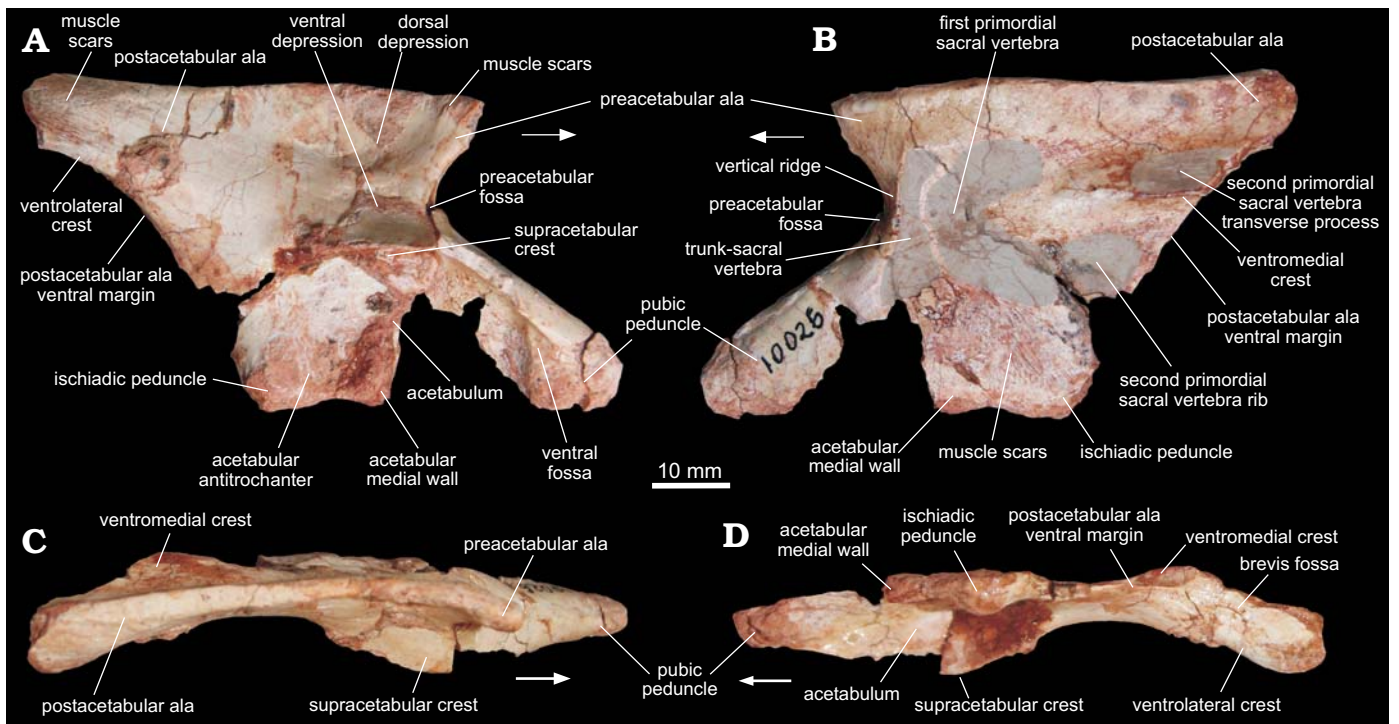 A
muscle
scars
postacetabular ala
ventral
depression
dorsal
depression
muscle scars
preacetabular ala
preacetabular
fossa
supracetabular
crest
ventrolateral
crest
postacetabular ala
ventral margin
ischiadic peduncle
acetabular
antitrochanter
acetabular
medial wall
acetabulum
ventral
fossa
pubic
peduncle
10 mm
B
first primordial
sacral vertebra
postacetabular ala
vertical ridge
preacetabular
fossa
trunk-sacral
vertebra
second primordial
sacral vertebra
transverse process
ventromedial
crest
postacetabular ala
ventral margin
second primordial
sacral vertebra rib
10026
acetabular
medial wall
muscle scars
ischiadic peduncle
C
ventromedial crest
preacetabular ala
postacetabular ala
supracetabular crest
pubic
peduncle
D
acetabular
medial wall
ischiadic
peduncle
postacetabular ala
ventral margin
ventromedial crest
brevis fossa
acetabulum
supracetabular crest
ventrolateral crest